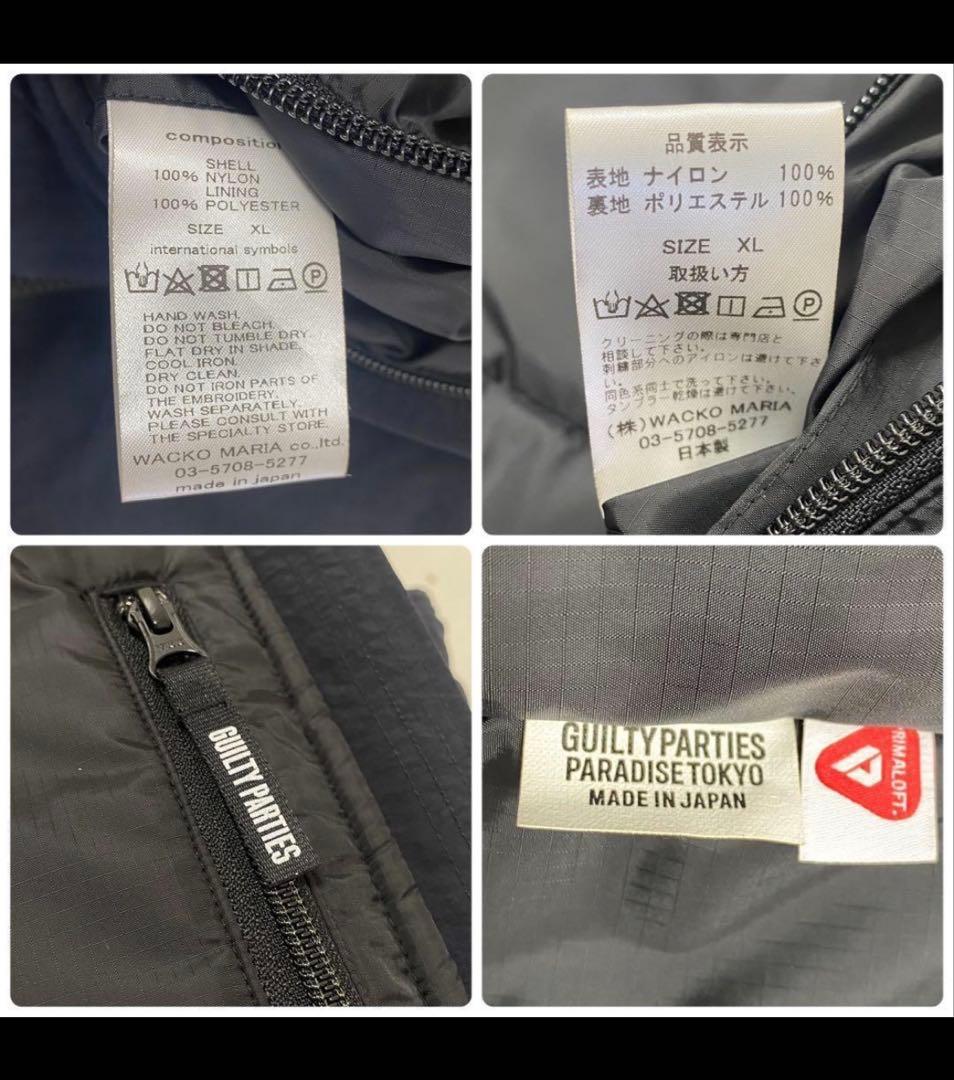 compositio
SHELL
100% NYLON
LINING
100% POLYESTER
SIZE XL
international symbols
HAND WASH.
DO NOT BLEACH.
DO NOT TUMBLE DRY.
FLAT DRY IN SHADE.
COOL IRON.
DRY CLEAN.
DO NOT IRON PARTS OF
THE EMBROIDERY.
WASH SEPARATELY.
PLEASE CONSULT WITH
THE SPECIALTY STORE.
WACKO MARIA co.,ltd.
03-5708-5277
made in japan
品質表示
表地 ナイロン 100%
裏地 ポリエステル 100%
SIZE XL
取扱い方
クリーニングの際は専門店と
相談して下さい。
刺繍部分へのアイロンは避けて下さ
同色系同士で洗って下さい。
タンブラー乾燥は避けて下さい。
(株) WACKO MARIA
03-5708-5277
日本製
GUILTY PARTIES
GUILTYPARTIES
PARADISETOKYO
MADE IN JAPAN
PRIMALOFT.